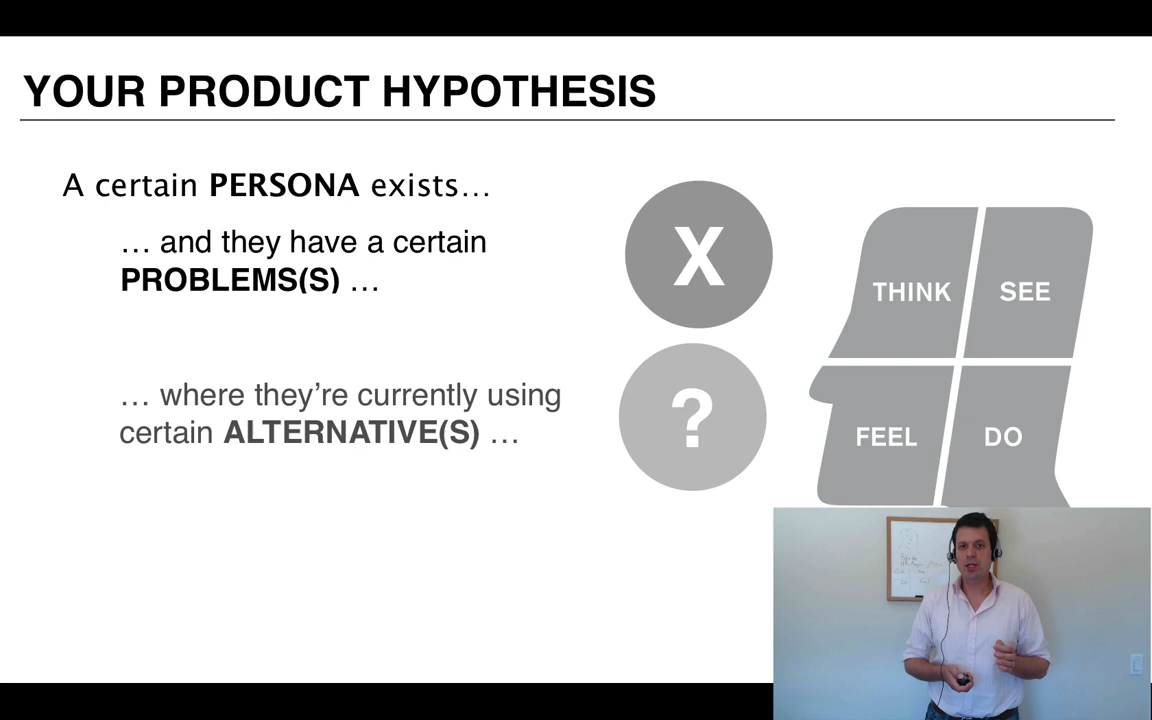 YOUR PRODUCT HYPOTHESIS
A certain PERSONA exists…
… and they have a certain
PROBLEMS(S) …
… where they’re currently using
certain ALTERNATIVE(S) …
X
?
THINK
SEE
FEEL
DO